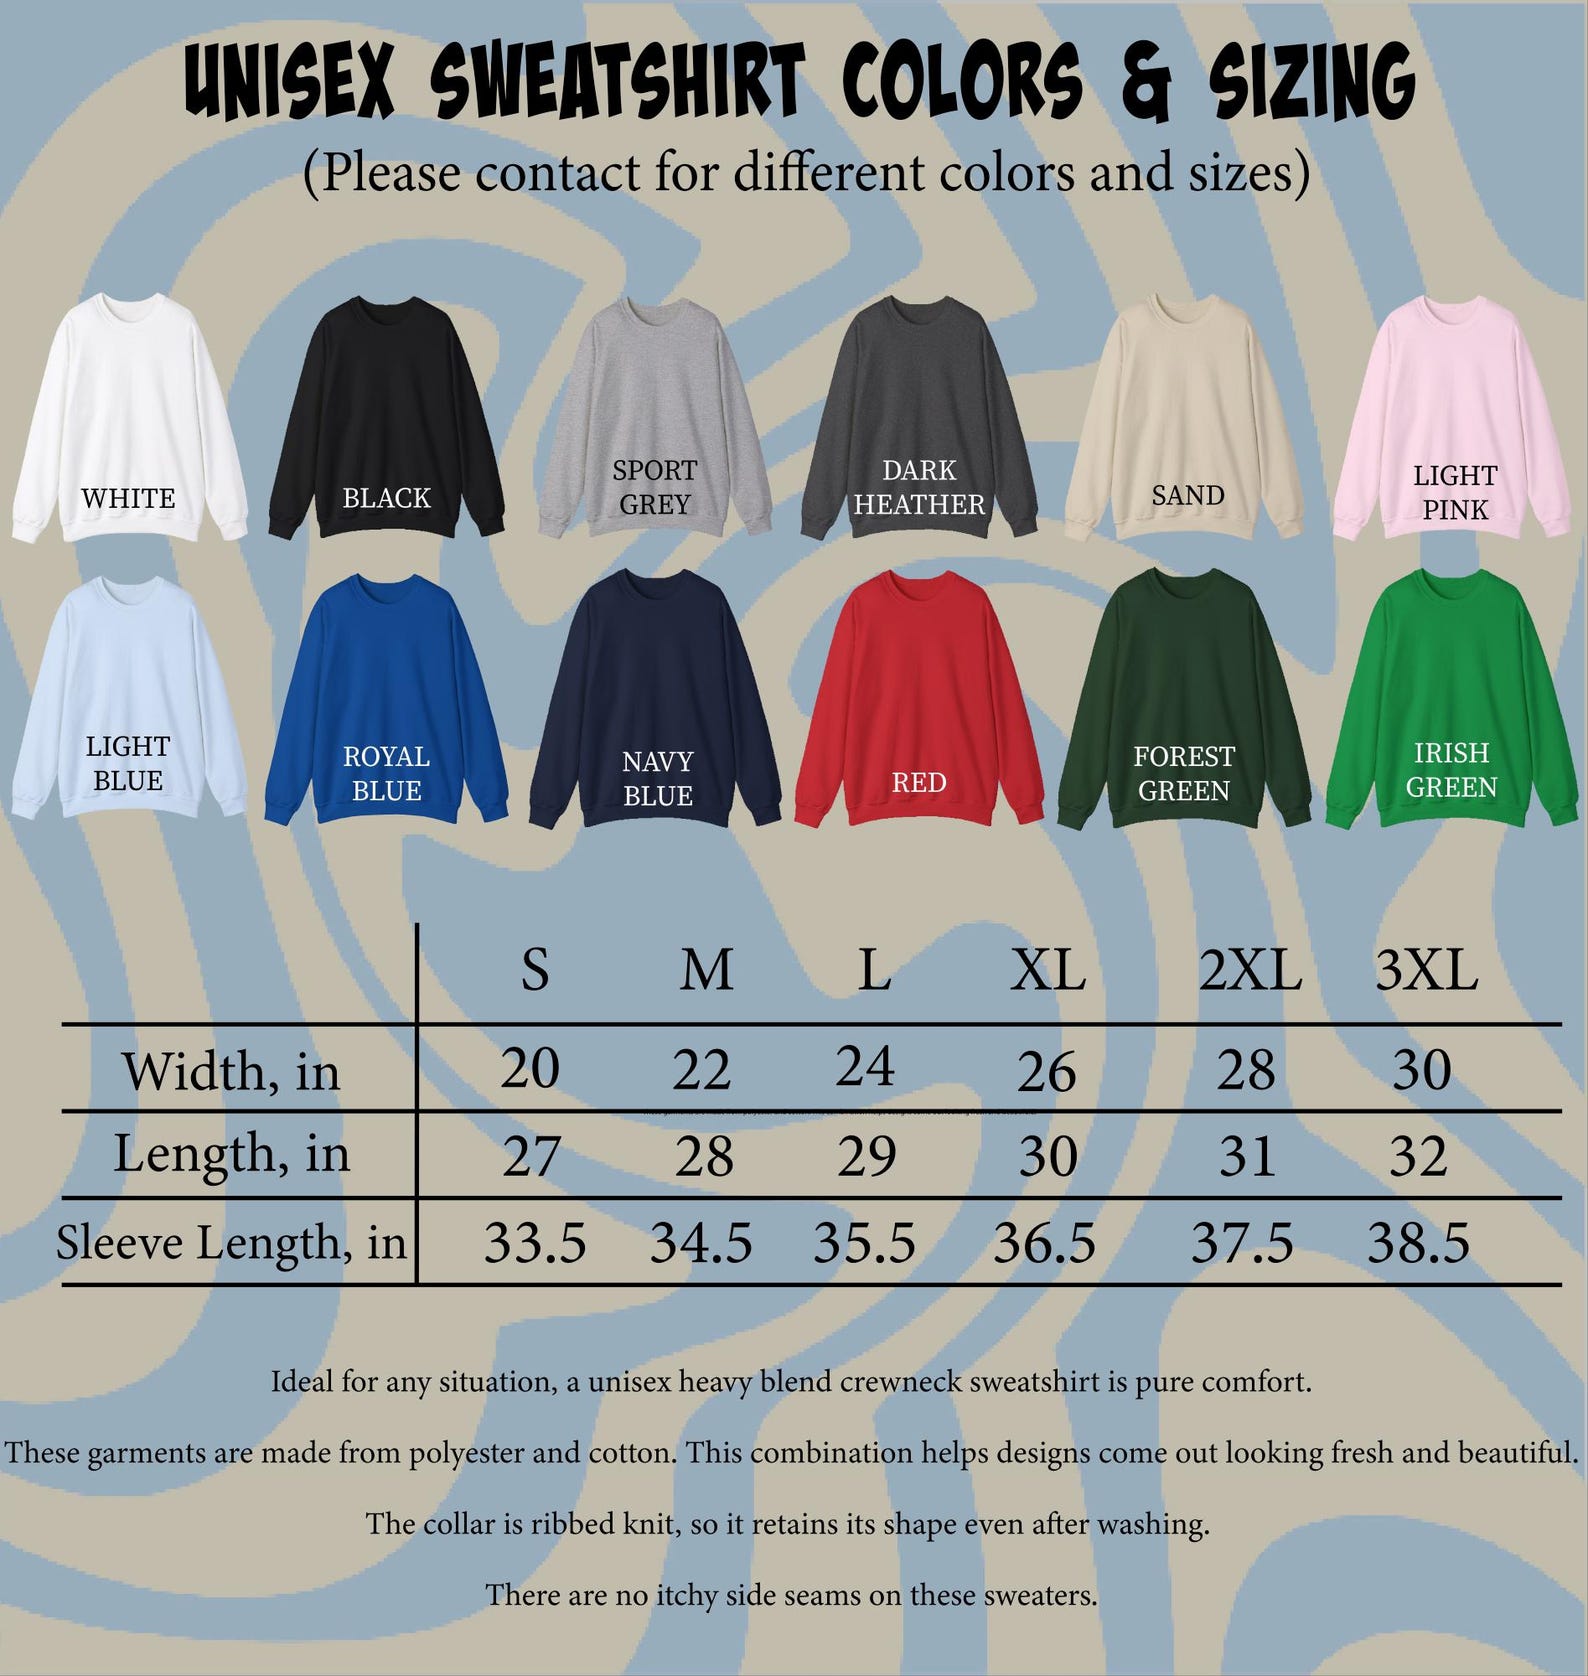 UNISEX SWEATSHIRT COLORS & SIZING
(Please contact for different colors and sizes)
WHITE
BLACK
SPORT
GREY
DARK
HEATHER
SAND
LIGHT
PINK
LIGHT
BLUE
ROYAL
BLUE
NAVY
BLUE
RED
FOREST
GREEN
IRISH
GREEN
S M L XL 2XL 3XL
Width, in 20 22 24 26 28 30
Length, in 27 28 29 30 31 32
Sleeve Length, in 33.5 34.5 35.5 36.5 37.5 38.5
Ideal for any situation, a unisex heavy blend crewneck sweatshirt is pure comfort.
These garments are made from polyester and cotton. This combination helps designs come out looking fresh and beautiful.
The collar is ribbed knit, so it retains its shape even after washing.
There are no itchy side seams on these sweaters.